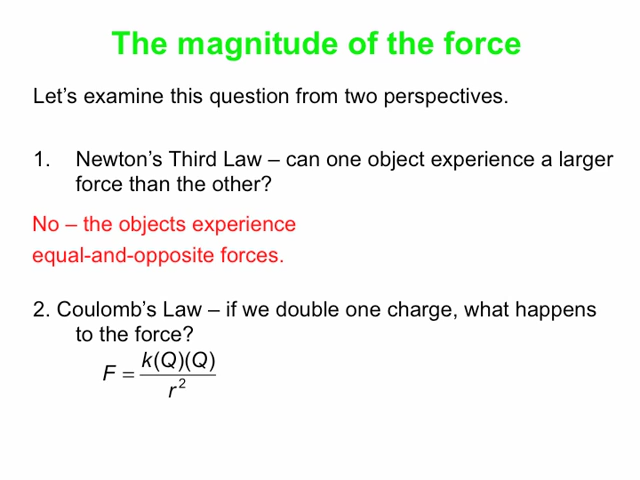 The magnitude of the force
Let's examine this question from two perspectives.
1. Newton's Third Law – can one object experience a larger
force than the other?
No – the objects experience
equal-and-opposite forces.
2. Coulomb's Law – if we double one charge, what happens
to the force?
F = k(Q)(Q) / r²